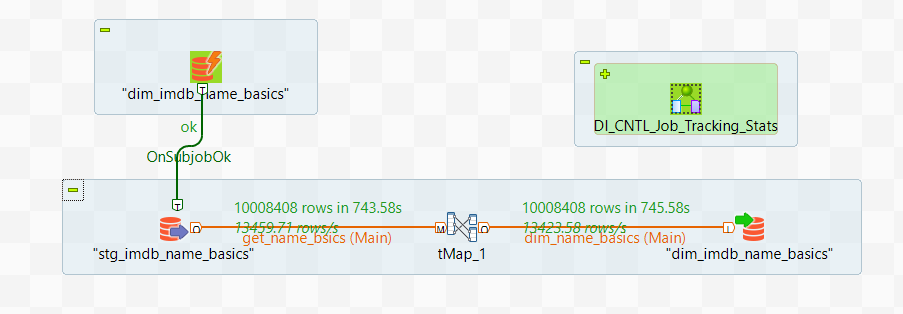 "dim_imdb_name_basics"
DI_CNTL_Job_Tracking_Stats
ok
OnSubjobOk
10008408 rows in 743.58s
13459.71 rows/s
get_name_bsics (Main)
10008408 rows in 745.58s
13423.58 rows/s
dim_name_basics (Main)
"stg_imdb_name_basics"
tMap_1
"dim_imdb_name_basics"